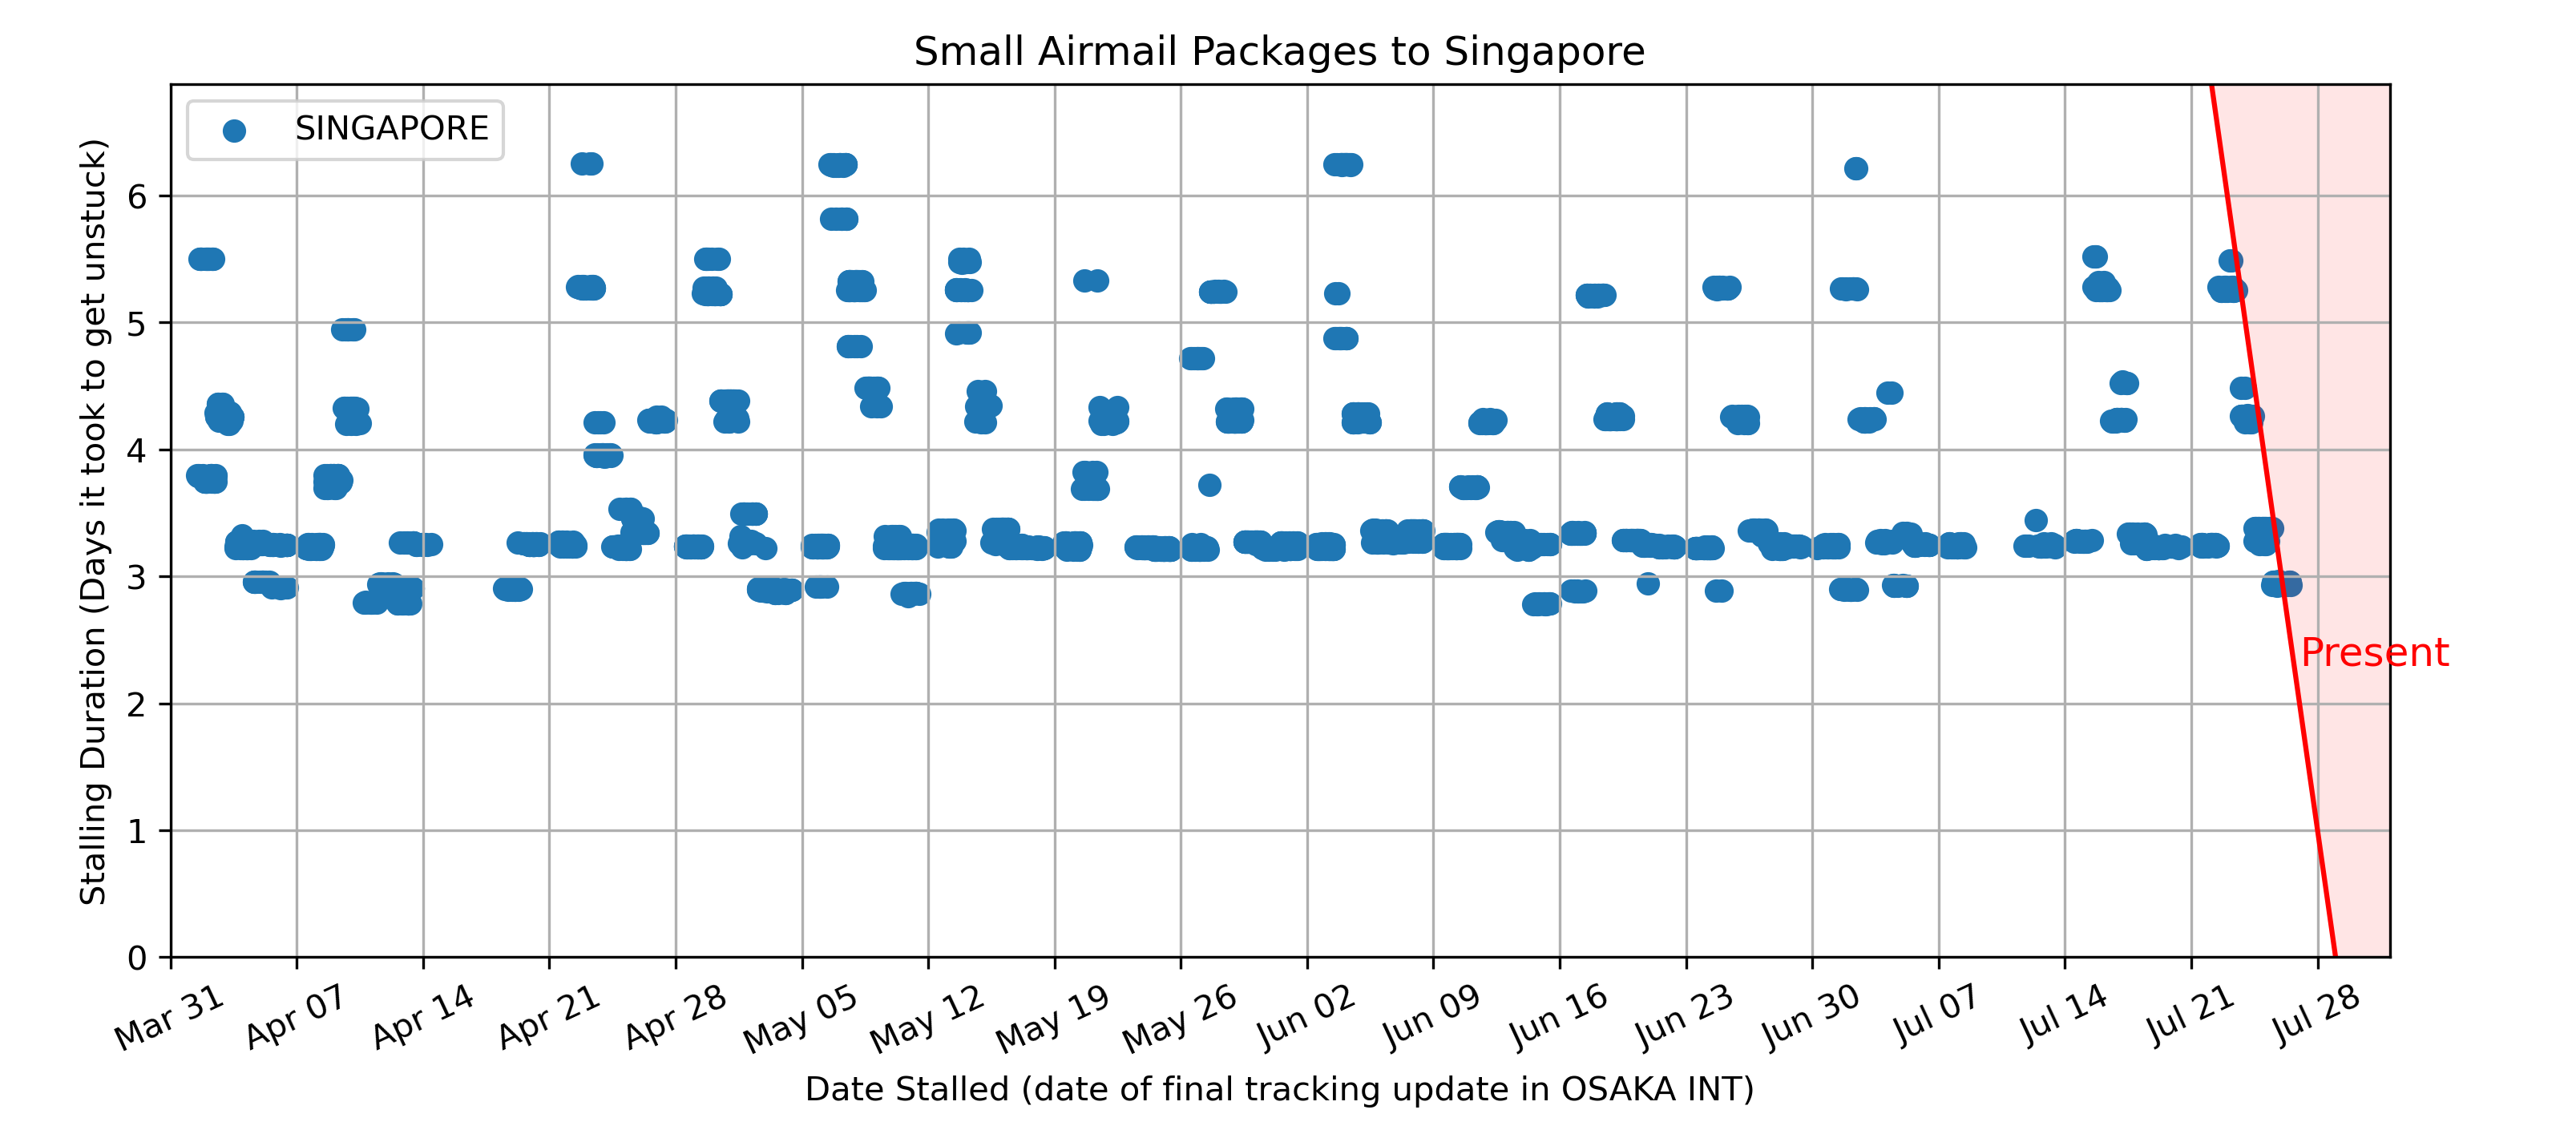 Small Airmail Packages to Singapore
SINGAPORE
Stalling Duration (Days it took to get unstuck)
6
5
4
3
2
1
0
Present
Mar 31
Apr 07
Apr 14
Apr 21
Apr 28
May 05
May 12
May 19
May 26
Jun 02
Jun 09
Jun 16
Jun 23
Jun 30
Jul 07
Jul 14
Jul 21
Jul 28
Date Stalled (date of final tracking update in OSAKA INT)